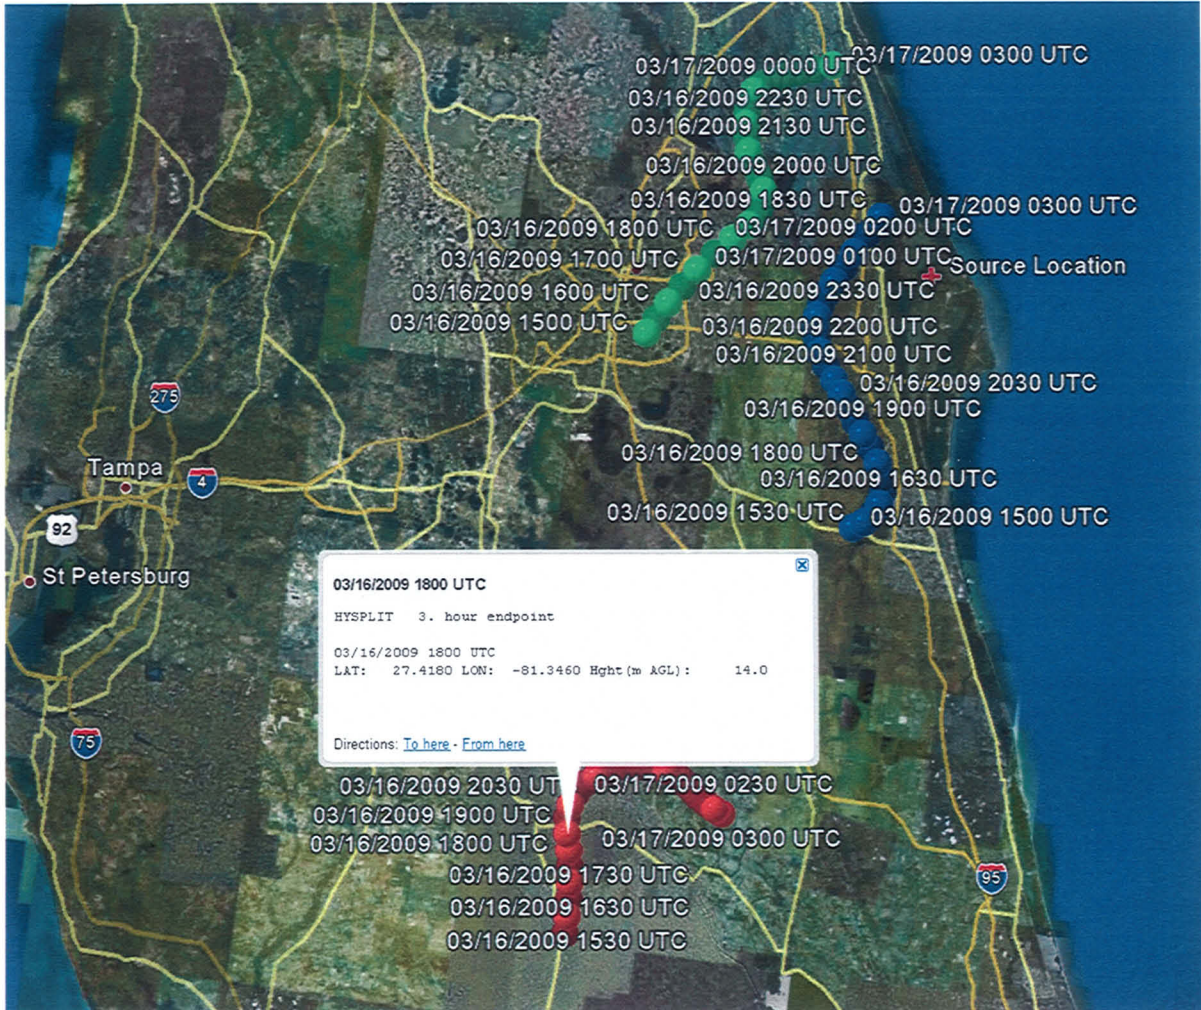 03/17/2009 0300 UTC
03/17/2009 0000 UTC
03/16/2009 2230 UTC
03/16/2009 2130 UTC
03/16/2009 2000 UTC
03/16/2009 1830 UTC
03/17/2009 0300 UTC
03/16/2009 1800 UTC
03/17/2009 0200 UTC
03/16/2009 1700 UTC
03/17/2009 0100 UTC
Source Location
03/16/2009 1600 UTC
03/16/2009 2330 UTC
03/16/2009 1500 UTC
03/16/2009 2200 UTC
03/16/2009 2100 UTC
03/16/2009 2030 UTC
275
03/16/2009 1900 UTC
03/16/2009 1800 UTC
Tampa
4
03/16/2009 1630 UTC
03/16/2009 1530 UTC
03/16/2009 1500 UTC
92
St Petersburg
03/16/2009 1800 UTC
HYSPLIT 3. hour endpoint
03/16/2009 1800 UTC
LAT: 27.4180 LON: -81.3460 Hght(m AGL): 14.0
75
Directions: To here - From here
03/16/2009 2030 UT
03/17/2009 0230 UTC
03/16/2009 1900 UTC
03/16/2009 1800 UTC
03/17/2009 0300 UTC
03/16/2009 1730 UTC
95
03/16/2009 1630 UTC
03/16/2009 1530 UTC